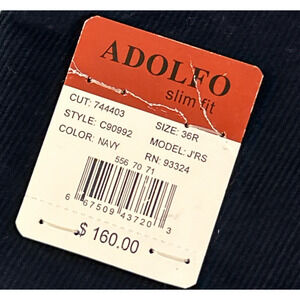 ADOLFO
slim fit
CUT: 744403 SIZE: 36R
STYLE: C90992 MODEL: J'RS
COLOR: NAVY RN: 93324
556 70 71
6 67509 43720 3
$ 160.00